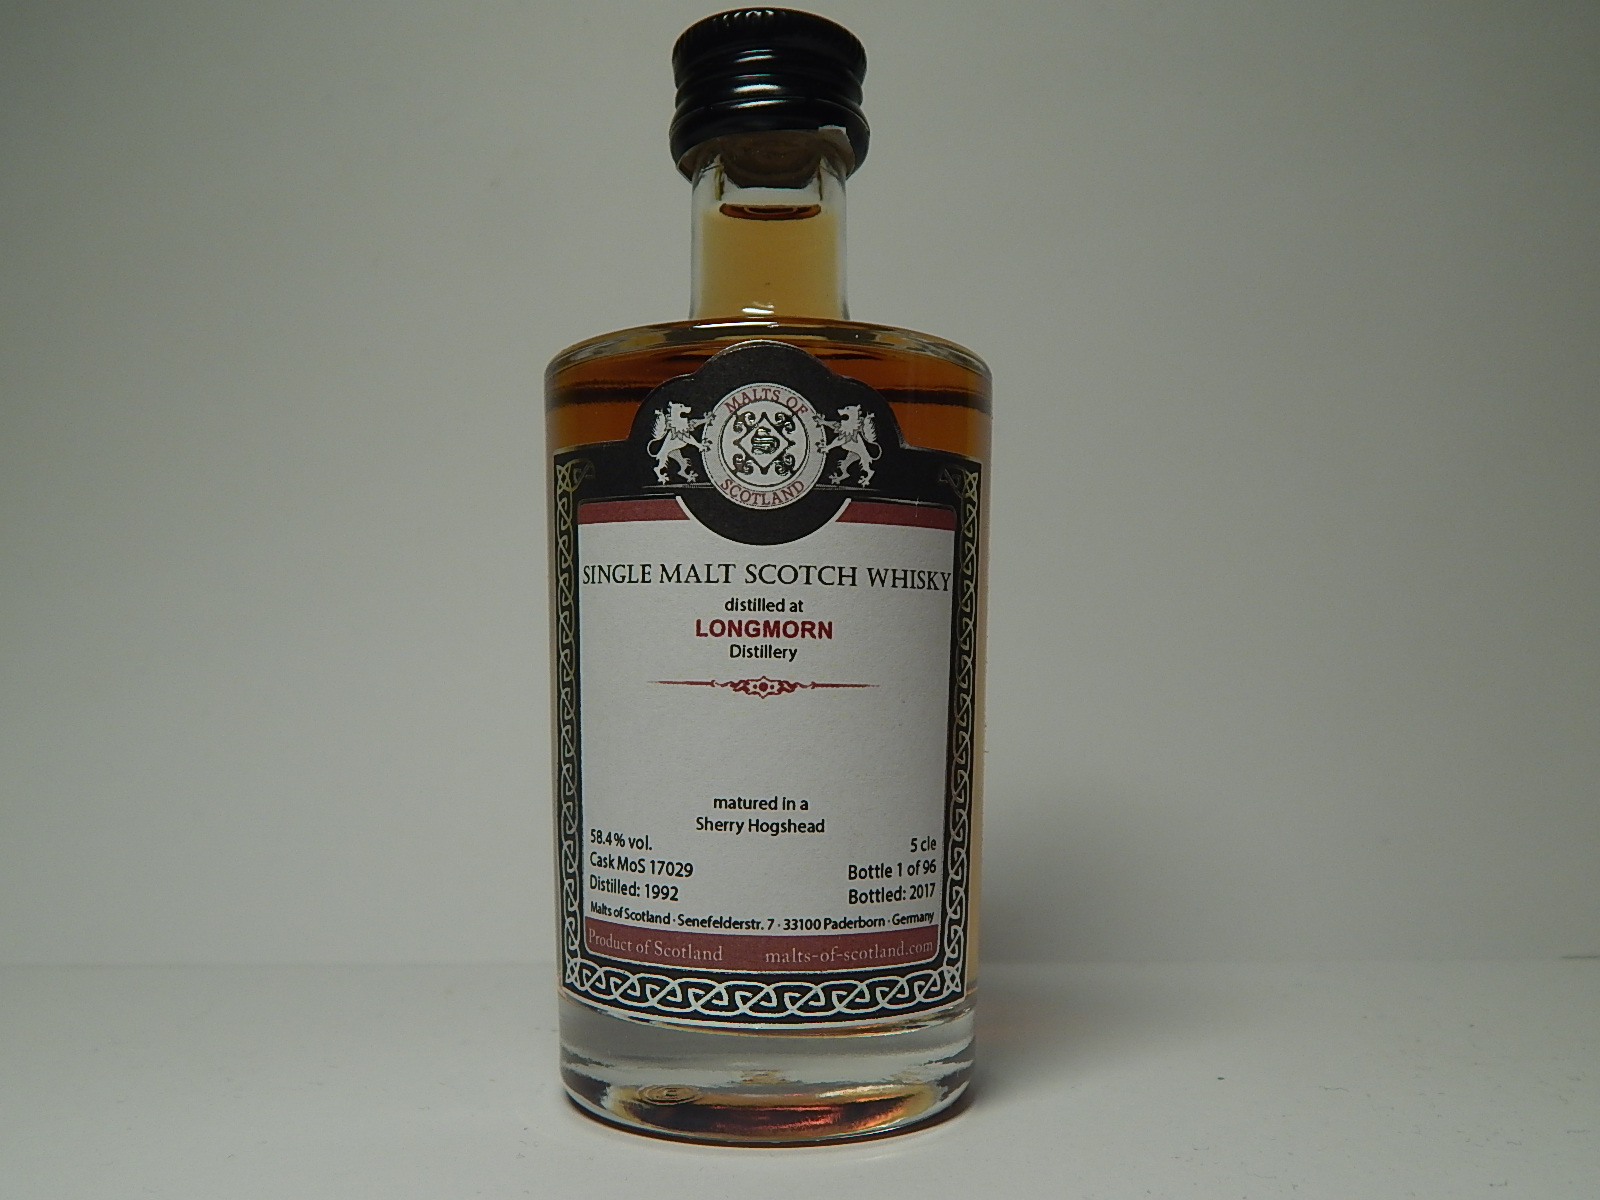 MALTS OF
SCOTLAND
SINGLE MALT SCOTCH WHISKY
distilled at
LONGMORN
Distillery
matured in a
Sherry Hogshead
58.4% vol.
5 cle
Cask MoS 17029
Bottle 1 of 96
Distilled: 1992
Bottled: 2017
Malts of Scotland · Senefelderstr. 7 · 33100 Paderborn · Germany
Product of Scotland malts-of-scotland.com